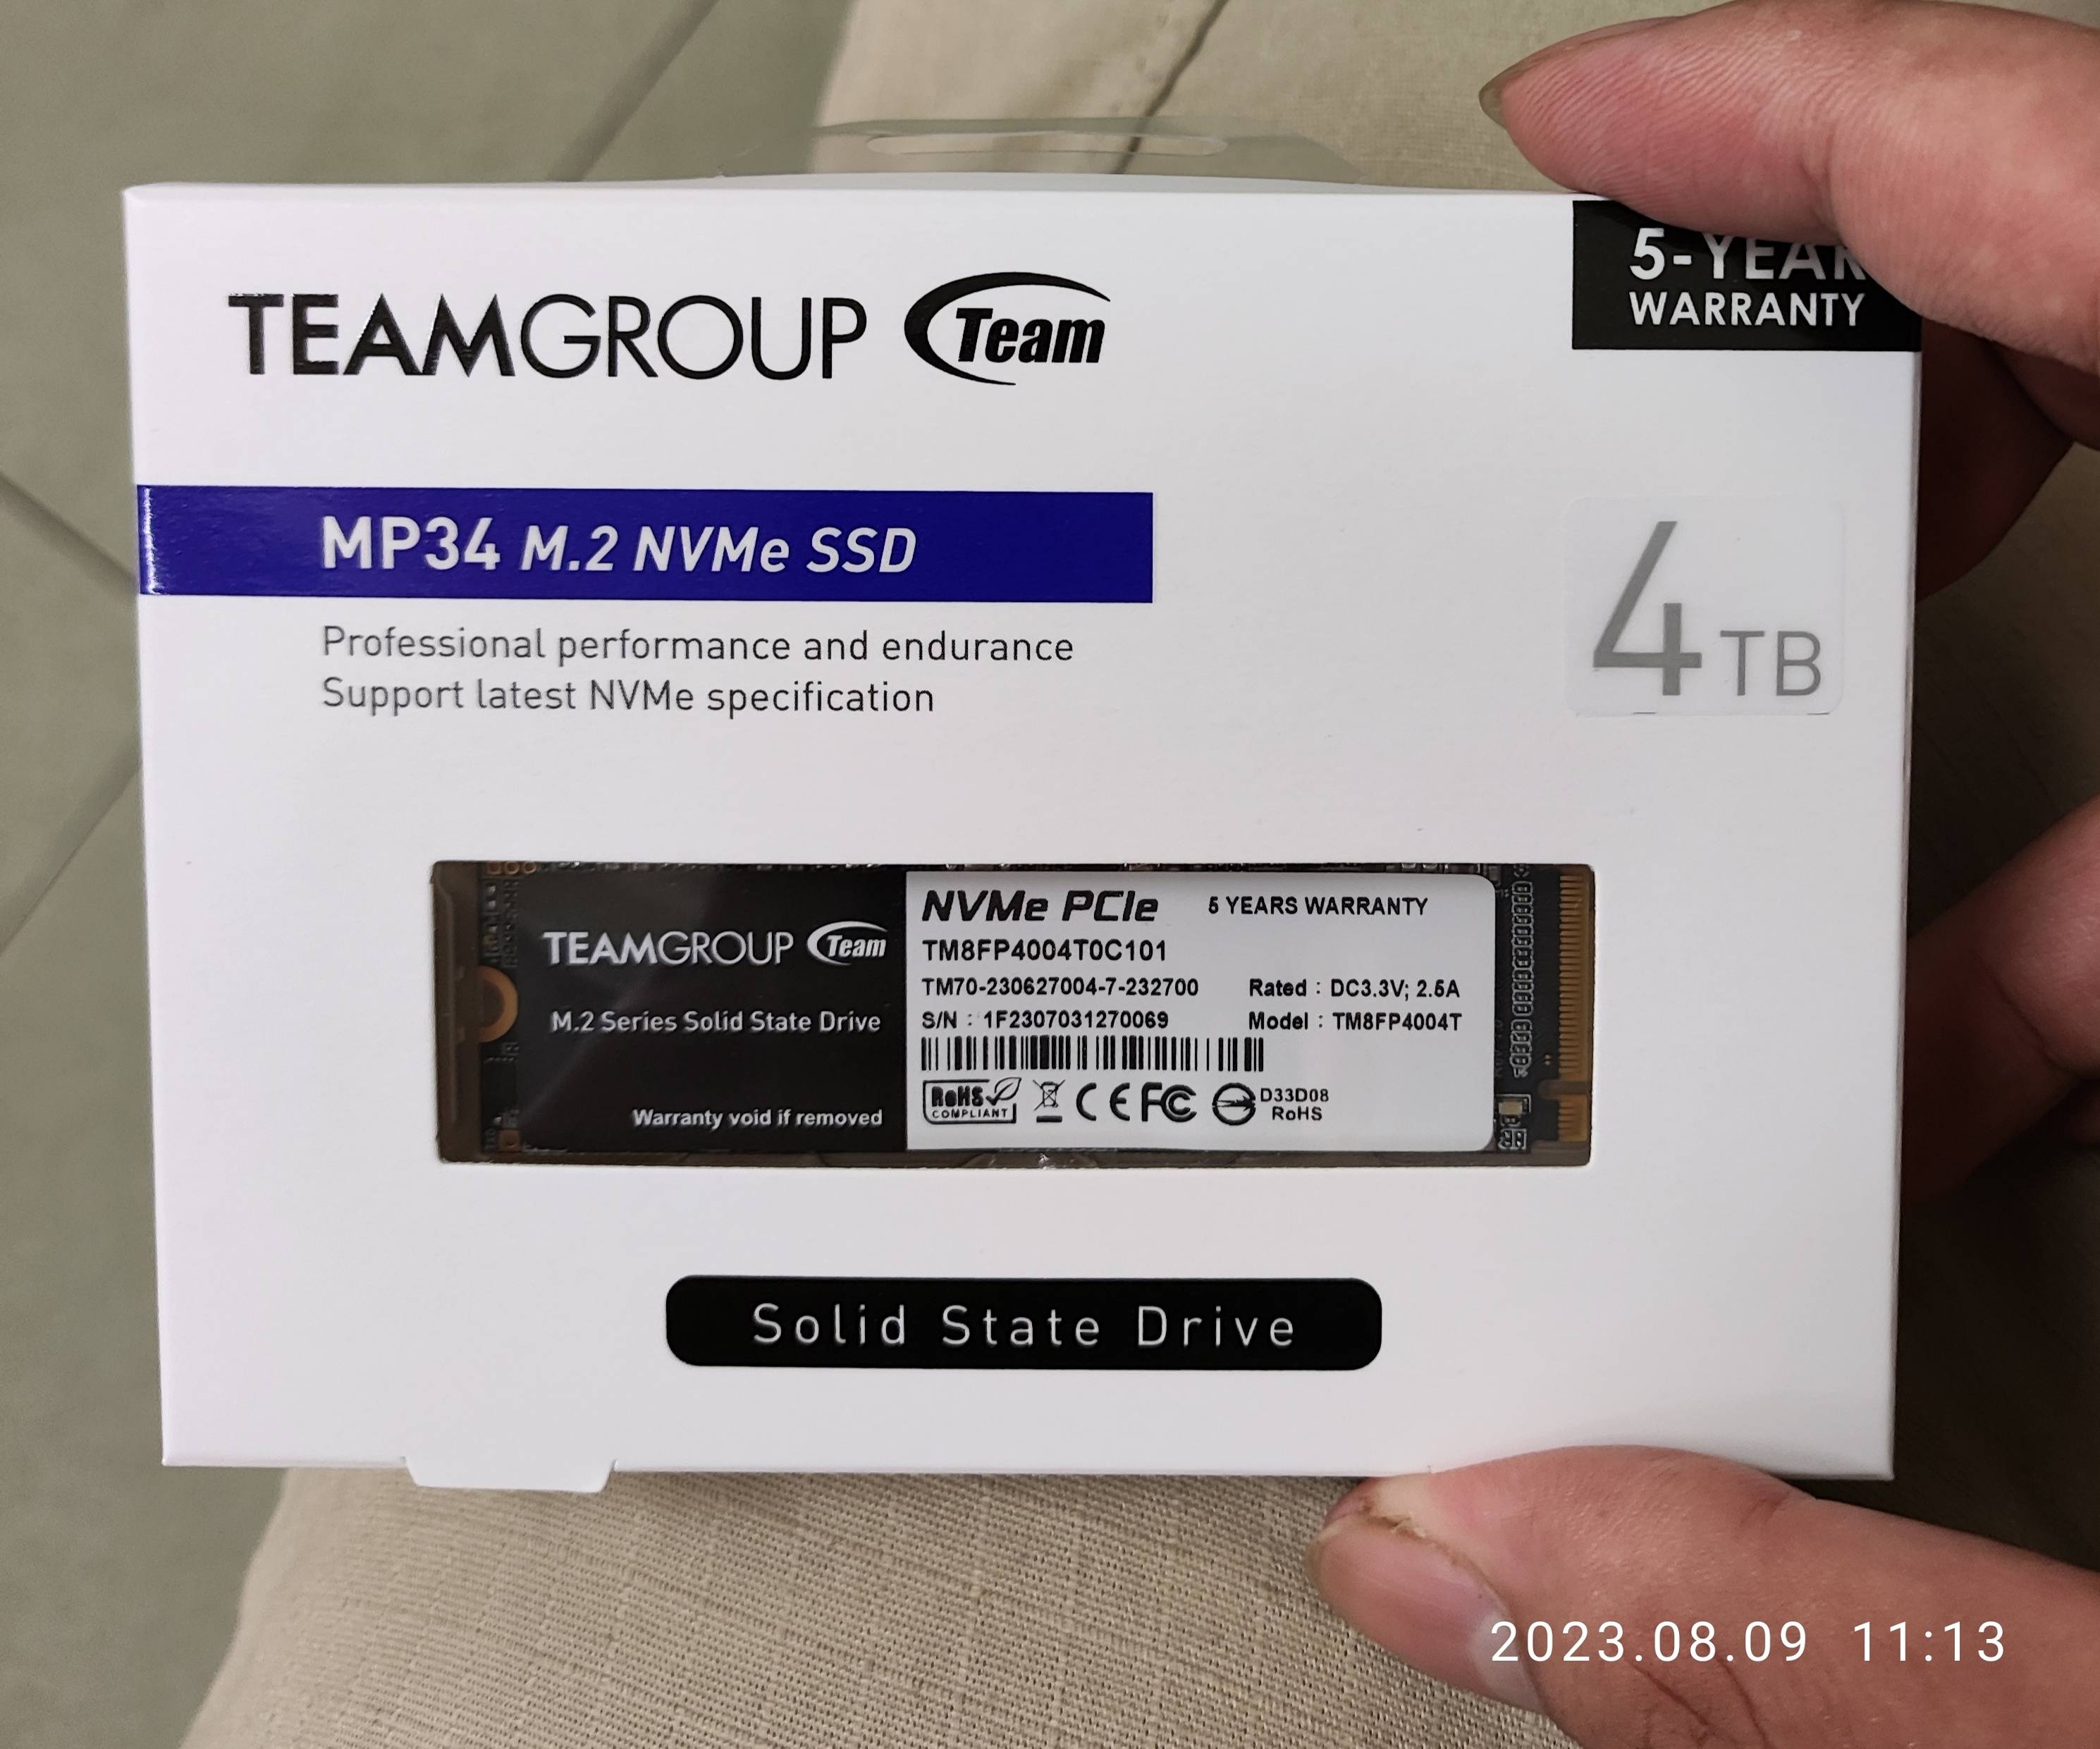 TEAMGROUP Team
5-YEAR
WARRANTY
MP34 M.2 NVMe SSD
Professional performance and endurance
Support latest NVMe specification
4TB
TEAMGROUP Team
M.2 Series Solid State Drive
Warranty void if removed
NVMe PCIe 5 YEARS WARRANTY
TM8FP4004T0C101
TM70-230627004-7-232700 Rated : DC3.3V; 2.5A
S/N : 1F2307031270069 Model : TM8FP4004T
RoHS
COMPLIANT
CE FC D33D08
RoHS
Solid State Drive
2023.08.09 11:13